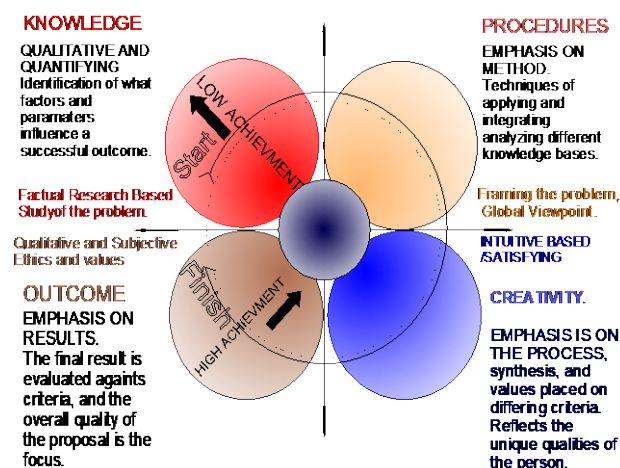 KNOWLEDGE
QUALITATIVE AND
QUANTIFYING
Identification of what
factors and
paramaters
influence a
successful outcome.
Factual Research Based
Studyof the problem.
Qualitative and Subjective
Ethics and values
OUTCOME
EMPHASIS ON
RESULTS.
The final result is
evaluated againts
criteria, and the
overall quality of
the proposal is the
focus.
LOW ACHIEVMENT
Start
Finish
HIGH ACHIEVMENT
PROCEDURES
EMPHASIS ON
METHOD.
Techniques of
applying and
integrating
analyzing different
knowledge bases.
Framing the problem,
Global Viewpoint.
INTUITIVE BASED
/SATISFYING
CREATIVITY.
EMPHASIS IS ON
THE PROCESS,
synthesis, and
values placed on
differing criteria.
Reflects the
unique qualities of
the person.